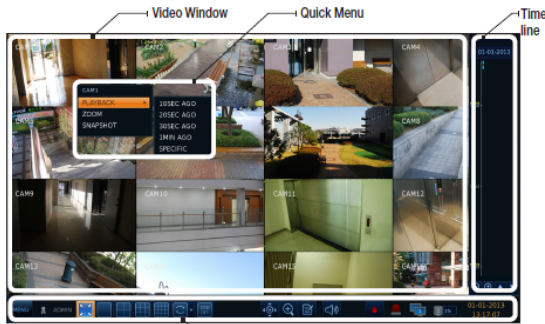 Video Window
Quick Menu
Time
line
CAM2
CAM3
CAM4
01-01-2013
CAM1
PLAYBACK
ZOOM
SNAPSHOT
10SEC AGO
20SEC AGO
30SEC AGO
1MIN AGO
SPECIFIC
CAM8
CAM9
CAM10
CAM11
CAM12
CAM13
CAM15
MENU
ADMIN
01-01-2013
13:17:07